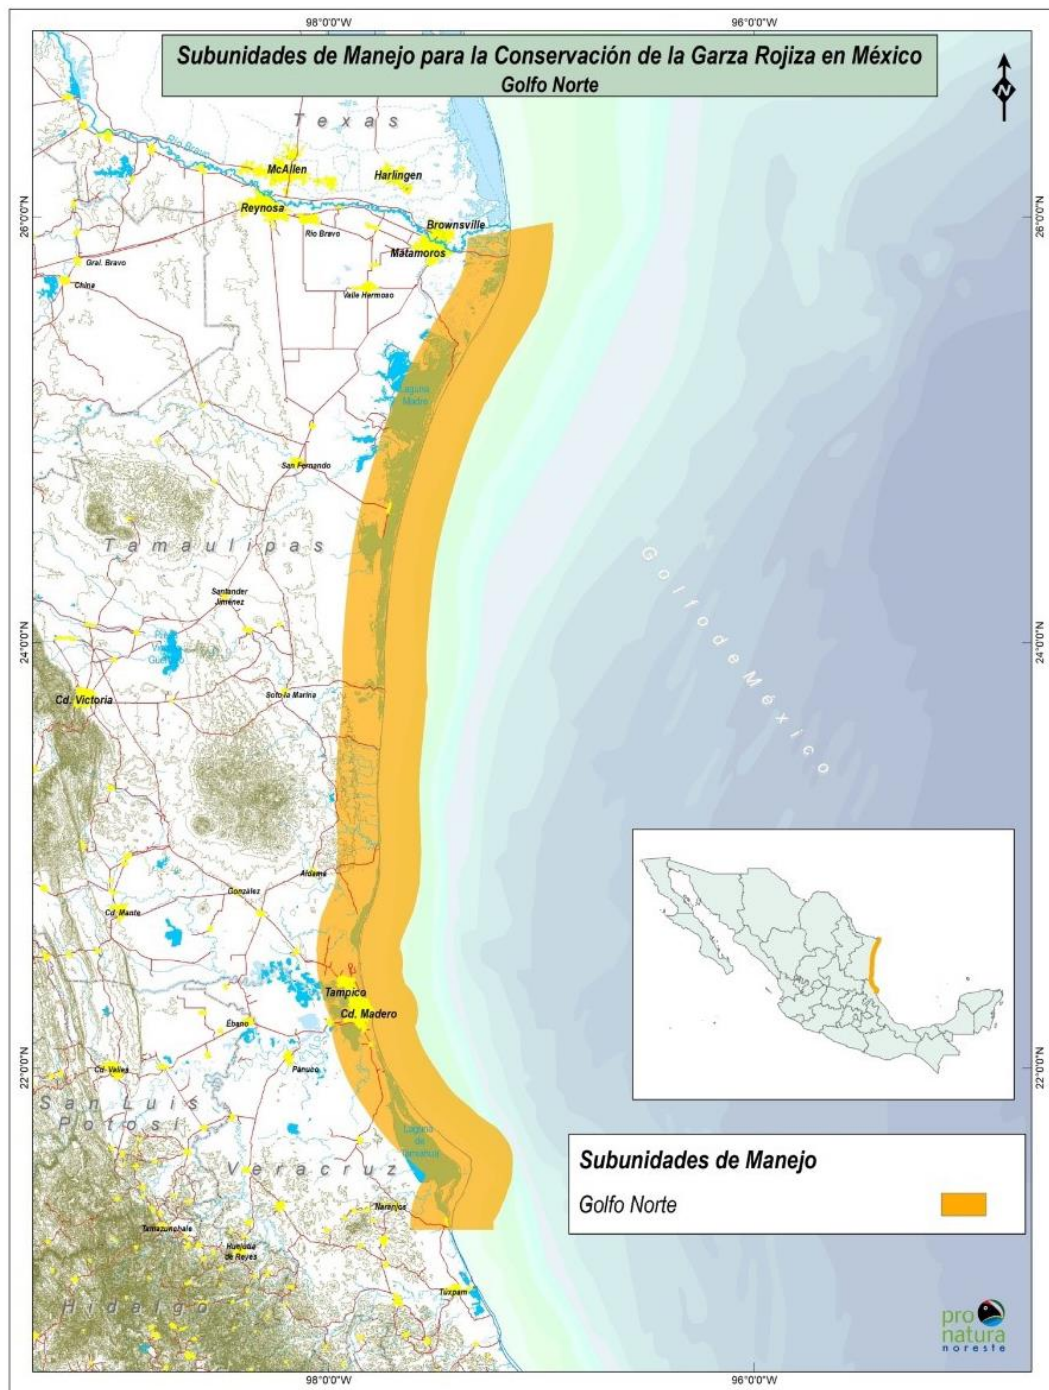 98°0'0"W
96°0'0"W
Subunidades de Manejo para la Conservación de la Garza Rojiza en México
Golfo Norte
N
Texas
Río Bravo
McAllen
Harlingen
Reynosa
26°0'0"N
26°0'0"N
Brownsville
Río Bravo
Matamoros
Gral. Bravo
China
Valle Hermoso
Laguna
Madre
San Fernando
Tamaulipas
Golfo de México
Santander
Jiménez
24°0'0"N
24°0'0"N
Cd. Victoria
Soto la Marina
Aldama
González
Cd. Mante
Tampico
Cd. Madero
Ebano
22°0'0"N
22°0'0"N
Cd. Valles
Panuco
San Luis
Potosí
Laguna
de
Tamiahua
Veracruz
Subunidades de Manejo
Naranjos
Golfo Norte
Tamazunchale
Huejutla
de Reyes
Tuxpam
Hidalgo
pro
natura
noreste
98°0'0"W
96°0'0"W